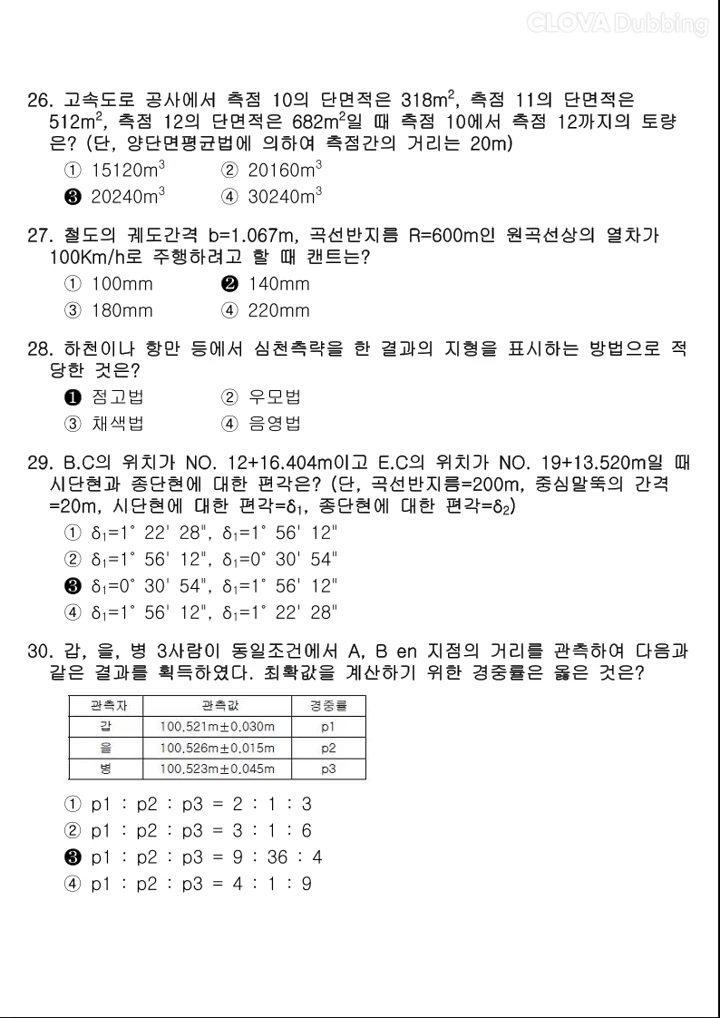 CLOVA Dubbing
26. 고속도로 공사에서 측점 10의 단면적은 318m², 측점 11의 단면적은
512m², 측점 12의 단면적은 682m²일 때 측점 10에서 측점 12까지의 토량
은? (단, 양단면평균법에 의하여 측점간의 거리는 20m)
① 15120m³ ② 20160m³
❸ 20240m³ ④ 30240m³
27. 철도의 궤도간격 b=1.067m, 곡선반지름 R=600m인 원곡선상의 열차가
100Km/h로 주행하려고 할 때 캔트는?
① 100mm ❷ 140mm
③ 180mm ④ 220mm
28. 하천이나 항만 등에서 심천측략을 한 결과의 지형을 표시하는 방법으로 적
당한 것은?
❶ 점고법 ② 우모법
③ 채색법 ④ 음영법
29. B.C의 위치가 NO. 12+16.404m이고 E.C의 위치가 NO. 19+13.520m일 때
시단현과 종단현에 대한 편각은? (단, 곡선반지름=200m, 중심말뚝의 간격
=20m, 시단현에 대한 편각=δ₁, 종단현에 대한 편각=δ₂)
① δ₁=1° 22' 28", δ₁=1° 56' 12"
② δ₁=1° 56' 12", δ₁=0° 30' 54"
❸ δ₁=0° 30' 54", δ₁=1° 56' 12"
④ δ₁=1° 56' 12", δ₁=1° 22' 28"
30. 갑, 을, 병 3사람이 동일조건에서 A, B en 지점의 거리를 관측하여 다음과
같은 결과를 획득하였다. 최확값을 계산하기 위한 경중률은 옳은 것은?
관측자 관측값 경중률
갑 100.521m±0.030m p1
을 100.526m±0.015m p2
병 100.523m±0.045m p3
① p1 : p2 : p3 = 2 : 1 : 3
② p1 : p2 : p3 = 3 : 1 : 6
❸ p1 : p2 : p3 = 9 : 36 : 4
④ p1 : p2 : p3 = 4 : 1 : 9